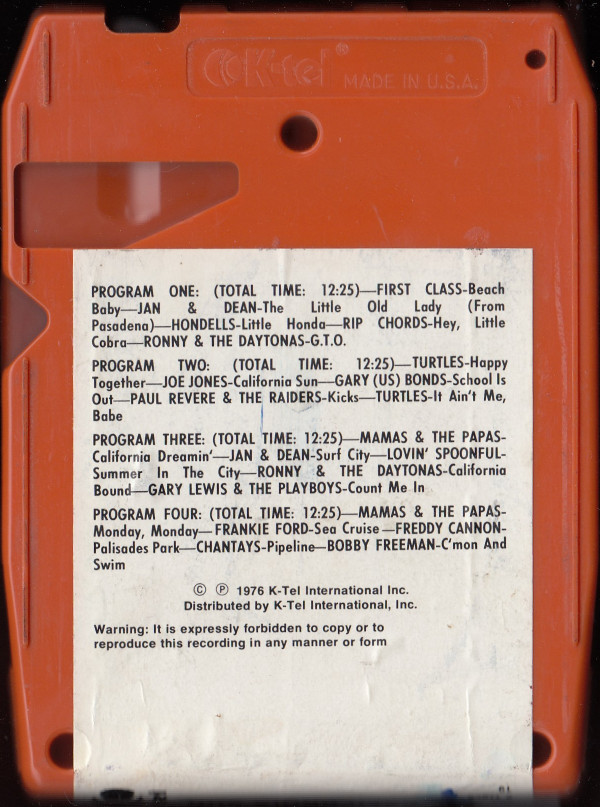 K-tel®
MADE IN U.S.A.
PROGRAM ONE: (TOTAL TIME: 12:25)—FIRST CLASS-Beach
Baby—JAN & DEAN-The Little Old Lady (From
Pasadena)—HONDELLS-Little Honda—RIP CHORDS-Hey, Little
Cobra—RONNY & THE DAYTONAS-G.T.O.
PROGRAM TWO: (TOTAL TIME: 12:25)—TURTLES-Happy
Together—JOE JONES-California Sun—GARY (US) BONDS-School Is
Out—PAUL REVERE & THE RAIDERS-Kicks—TURTLES-It Ain't Me,
Babe
PROGRAM THREE: (TOTAL TIME: 12:25)—MAMAS & THE PAPAS-
California Dreamin'—JAN & DEAN-Surf City—LOVIN' SPOONFUL-
Summer In The City—RONNY & THE DAYTONAS-California
Bound—GARY LEWIS & THE PLAYBOYS-Count Me In
PROGRAM FOUR: (TOTAL TIME: 12:25)—MAMAS & THE PAPAS-
Monday, Monday—FRANKIE FORD-Sea Cruise—FREDDY CANNON-
Palisades Park—CHANTAYS-Pipeline—BOBBY FREEMAN-C'mon And
Swim
© ℗ 1976 K-Tel International Inc.
Distributed by K-Tel International, Inc.
Warning: It is expressly forbidden to copy or to
reproduce this recording in any manner or form